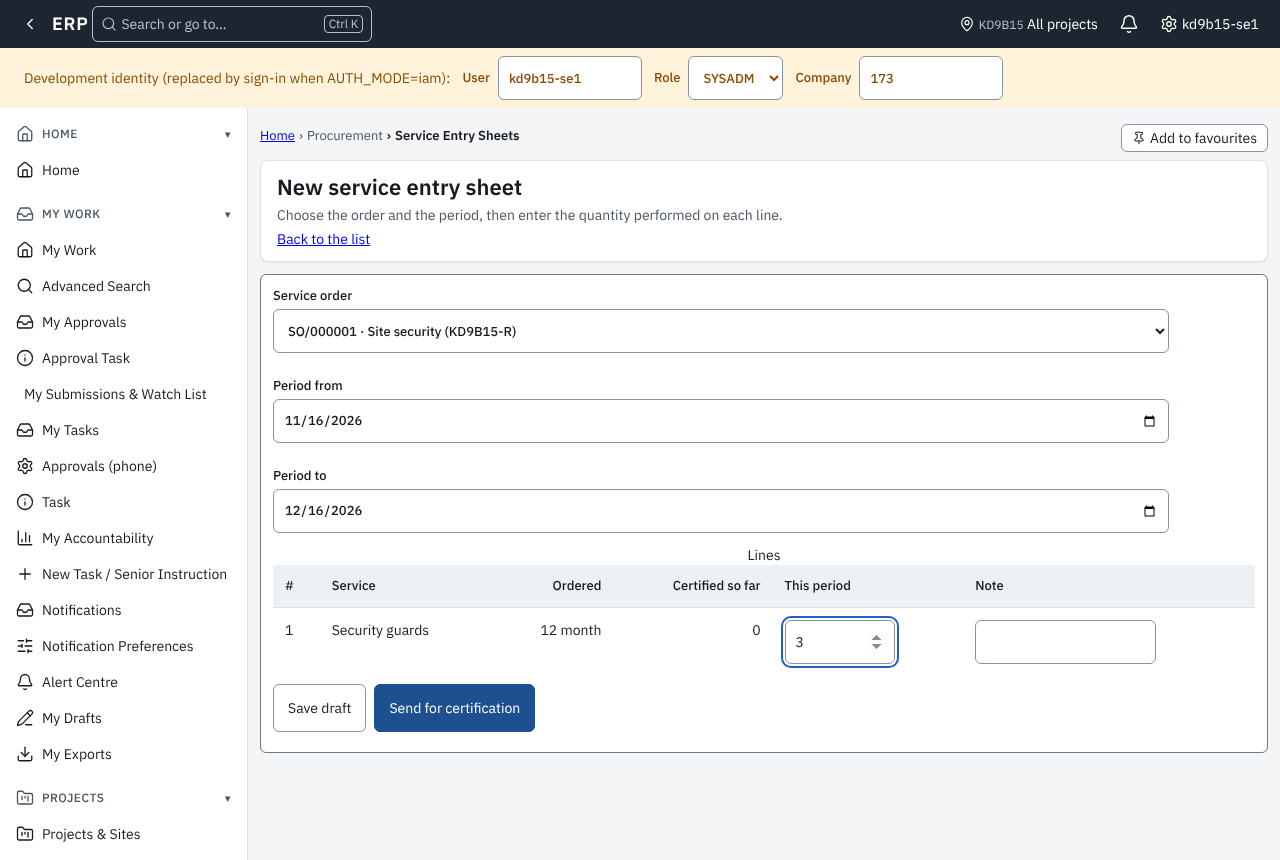 ERP Search or go to... Ctrl K KD9B15 All projects kd9b15-se1
Development identity (replaced by sign-in when AUTH_MODE=iam): User kd9b15-se1 Role SYSADM Company 173
HOME
Home
MY WORK
My Work
Advanced Search
My Approvals
Approval Task
My Submissions & Watch List
My Tasks
Approvals (phone)
Task
My Accountability
New Task / Senior Instruction
Notifications
Notification Preferences
Alert Centre
My Drafts
My Exports
PROJECTS
Projects & Sites
Home › Procurement › Service Entry Sheets
Add to favourites
New service entry sheet
Choose the order and the period, then enter the quantity performed on each line.
Back to the list
Service order
SO/000001 · Site security (KD9B15-R)
Period from
11/16/2026
Period to
12/16/2026
Lines
# Service Ordered Certified so far This period Note
1 Security guards 12 month 0 3
Save draft Send for certification